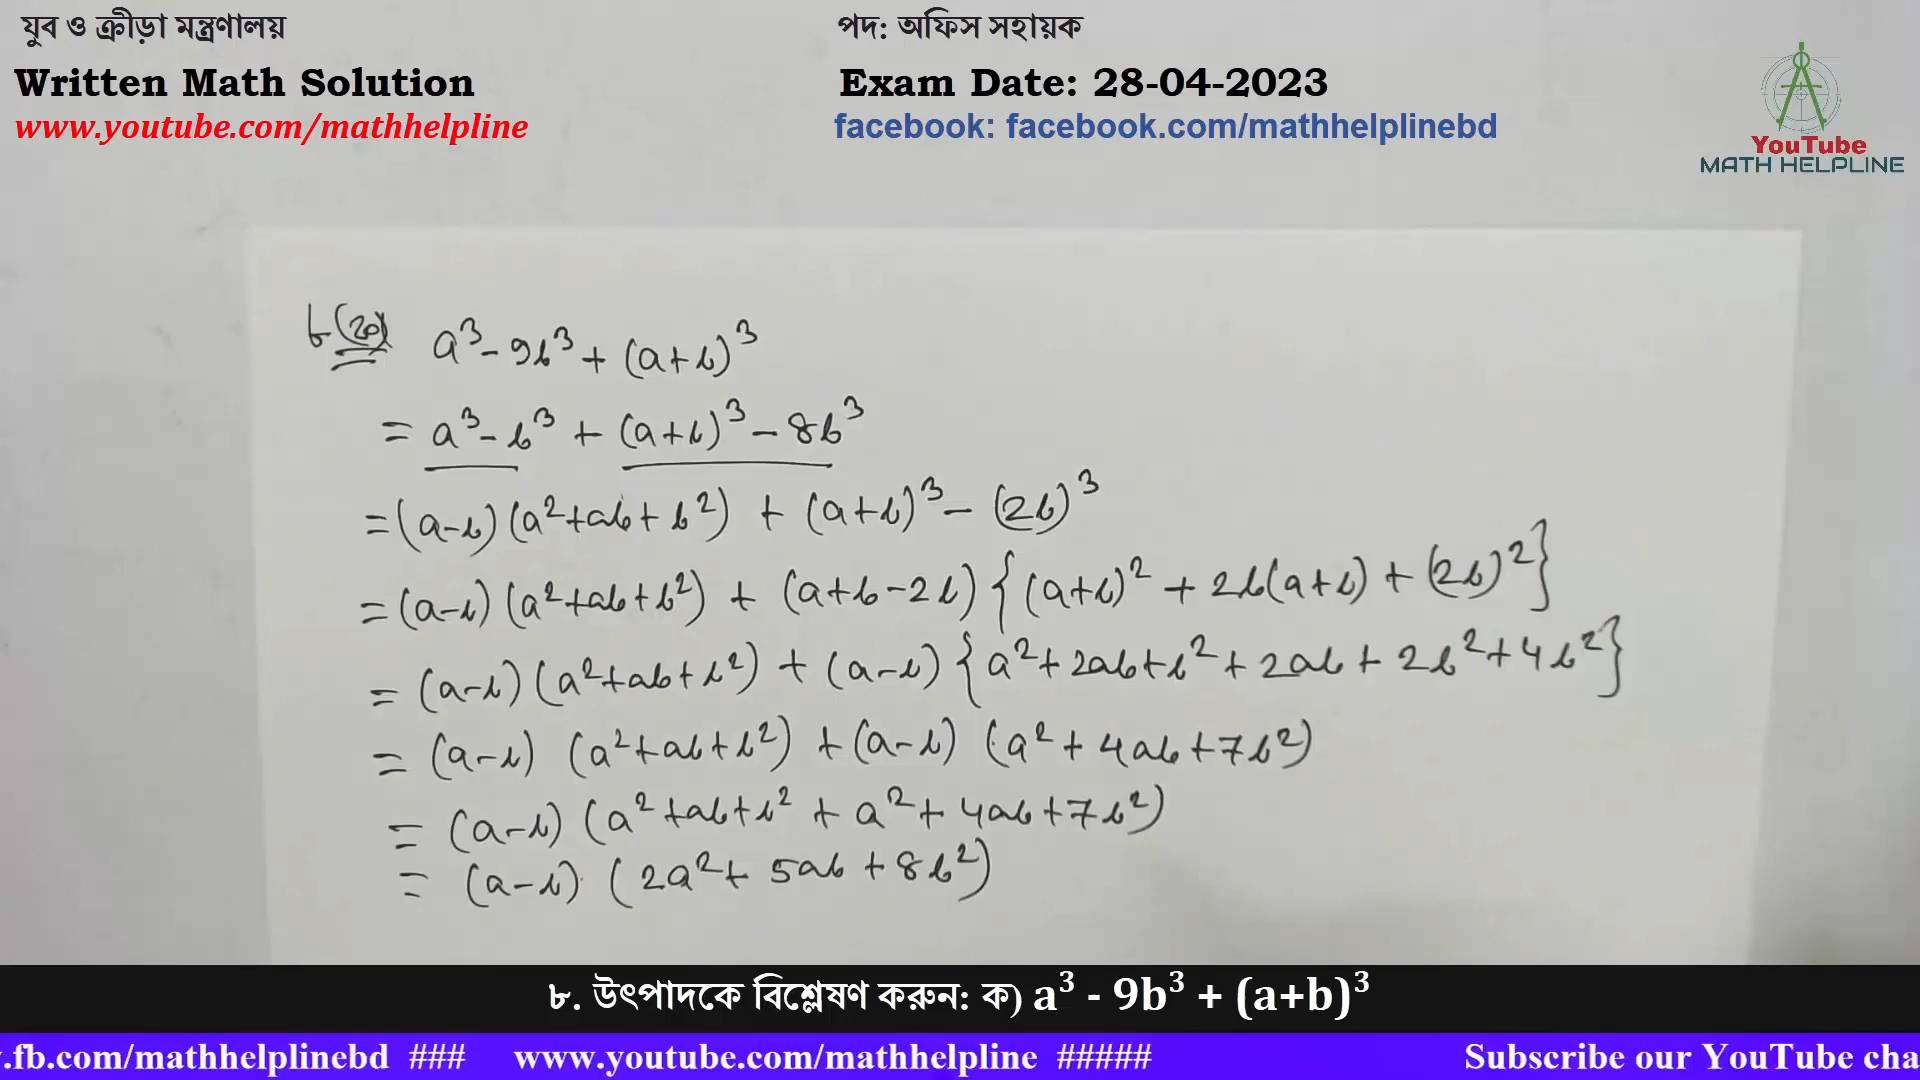 যুব ও ক্রীড়া মন্ত্রণালয়
পদ: অফিস সহায়ক
Written Math Solution
Exam Date: 28-04-2023
www.youtube.com/mathhelpline
facebook: facebook.com/mathhelplinebd
YouTube
MATH HELPLINE
৮(ক) a³ - 9b³ + (a+b)³
= a³ - b³ + (a+b)³ - 8b³
= (a-b) (a²+ab+b²) + (a+b)³ - (2b)³
= (a-b) (a²+ab+b²) + (a+b-2b) {(a+b)² + 2b(a+b) + (2b)²}
= (a-b) (a²+ab+b²) + (a-b) {a²+2ab+b²+2ab+2b²+4b²}
= (a-b) (a²+ab+b²) + (a-b) (a²+4ab+7b²)
= (a-b) (a²+ab+b² + a²+4ab+7b²)
= (a-b) (2a²+5ab+8b²)
৮. উৎপাদকে বিশ্লেষণ করুন: ক) a³ - 9b³ + (a+b)³
.fb.com/mathhelplinebd ### www.youtube.com/mathhelpline ##### Subscribe our YouTube cha